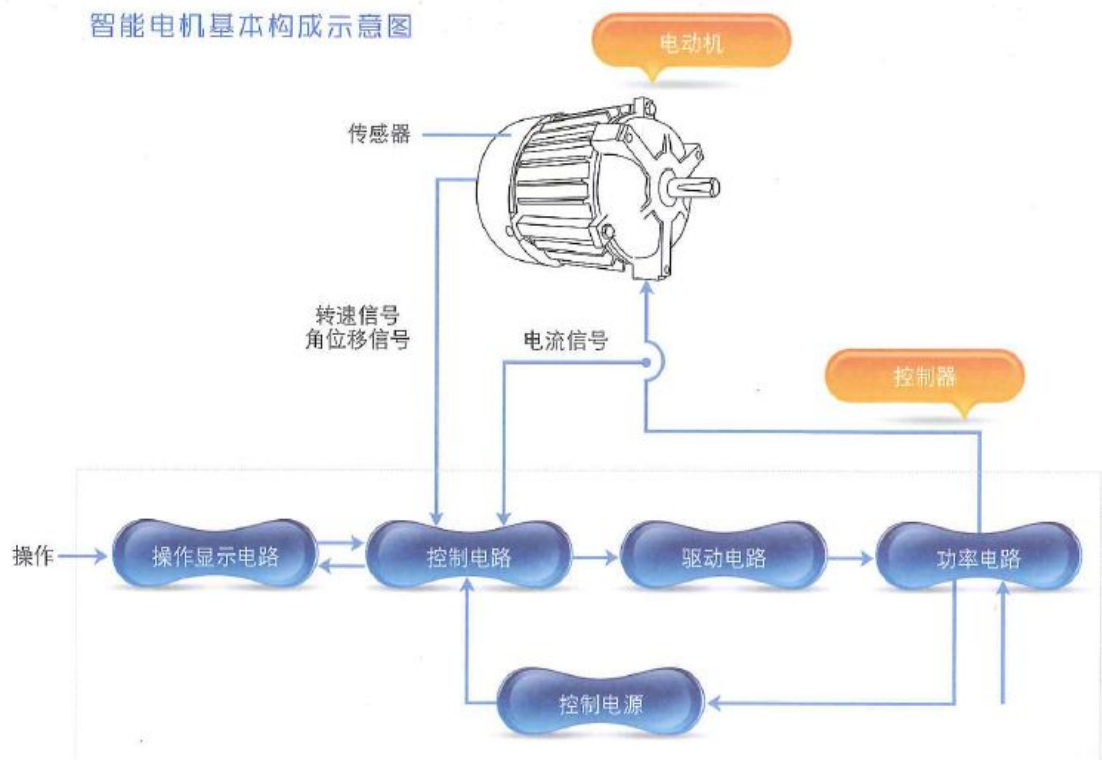 智能电机基本构成示意图
电动机
传感器
转速信号
角位移信号
电流信号
控制器
操作
操作显示电路
控制电路
驱动电路
功率电路
控制电源